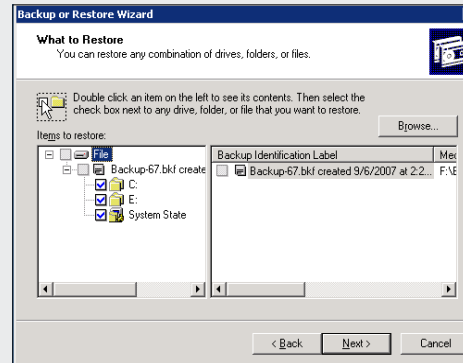 Backup or Restore Wizard
What to Restore
You can restore any combination of drives, folders, or files.
Double click an item on the left to see its contents. Then select the
check box next to any drive, folder, or file that you want to restore.
Browse...
Items to restore:
File
Backup-67.bkf create
C:
E:
System State
Backup Identification Label
Backup-67.bkf created 9/6/2007 at 2:2...
F:\
< Back
Next >
Cancel